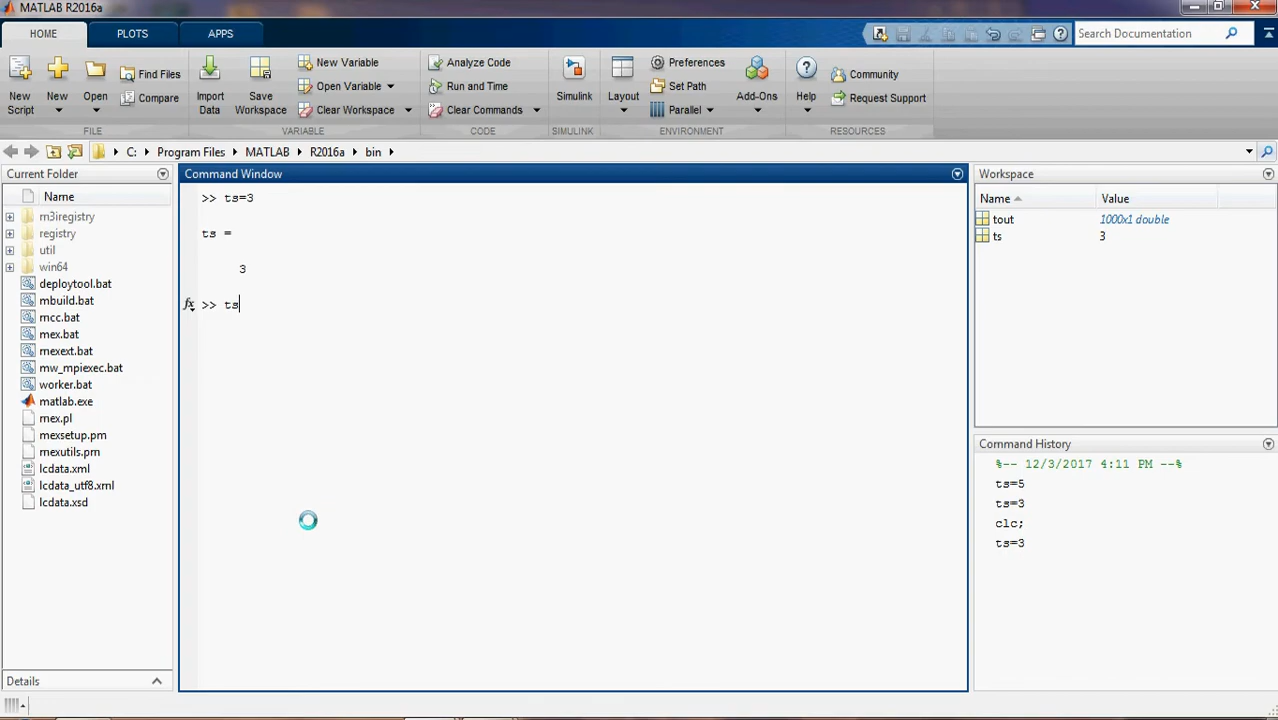 MATLAB R2016a
HOME
PLOTS
APPS
Search Documentation
New Script
New
Open
Find Files
Compare
FILE
Import Data
Save Workspace
New Variable
Open Variable
Clear Workspace
VARIABLE
Analyze Code
Run and Time
Clear Commands
CODE
Simulink
SIMULINK
Layout
Preferences
Set Path
Parallel
Add-Ons
ENVIRONMENT
Help
Community
Request Support
RESOURCES
C: Program Files MATLAB R2016a bin
Current Folder
Name
m3iregistry
registry
util
win64
deploytool.bat
mbuild.bat
mcc.bat
mex.bat
mexext.bat
mw_mpiexec.bat
worker.bat
matlab.exe
mex.pl
mexsetup.pm
mexutils.pm
lcdata.xml
lcdata_utf8.xml
lcdata.xsd
Details
Command Window
>> ts=3
ts =
3
fx >> ts
Workspace
Name Value
tout 1000x1 double
ts 3
Command History
%-- 12/3/2017 4:11 PM --%
ts=5
ts=3
clc;
ts=3